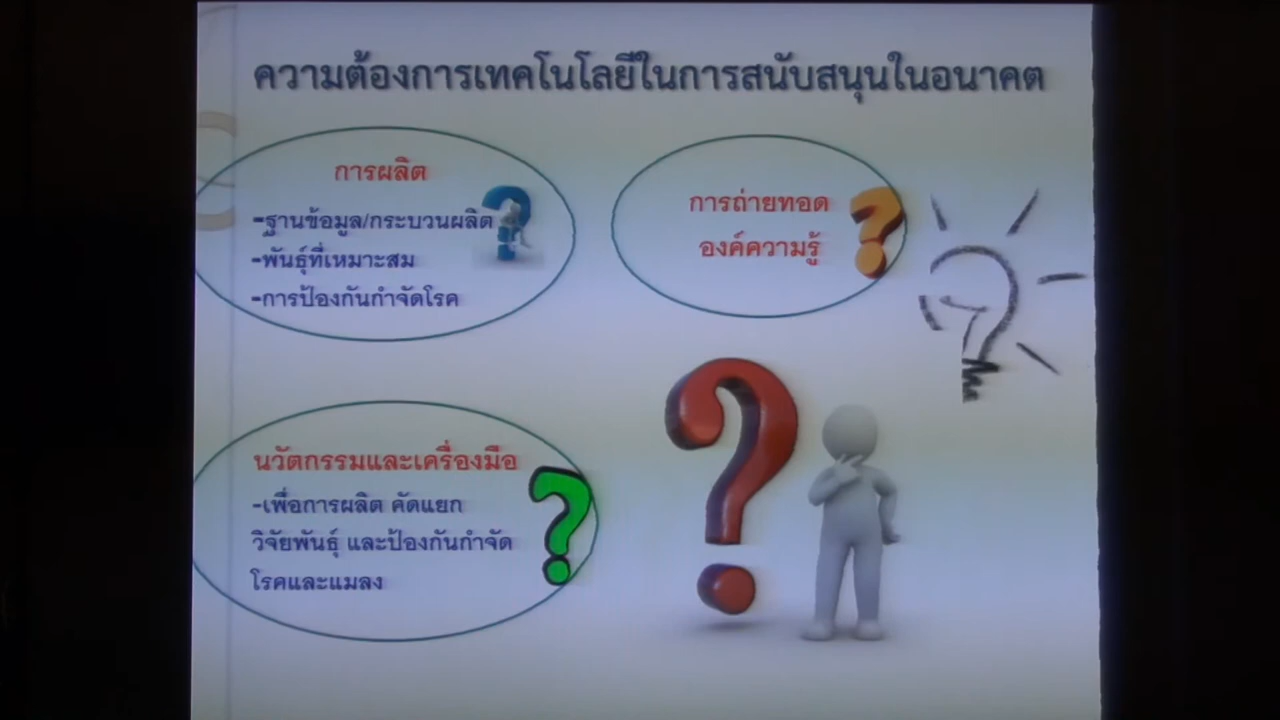 ความต้องการเทคโนโลยีในการสนับสนุนในอนาคต
การผลิต
-ฐานข้อมูล/กระบวนผลิต
-พันธุ์ที่เหมาะสม
-การป้องกันกำจัดโรค
การถ่ายทอด
องค์ความรู้
นวัตกรรมและเครื่องมือ
-เพื่อการผลิต คัดแยก
วิจัยพันธุ์ และป้องกันกำจัด
โรคและแมลง